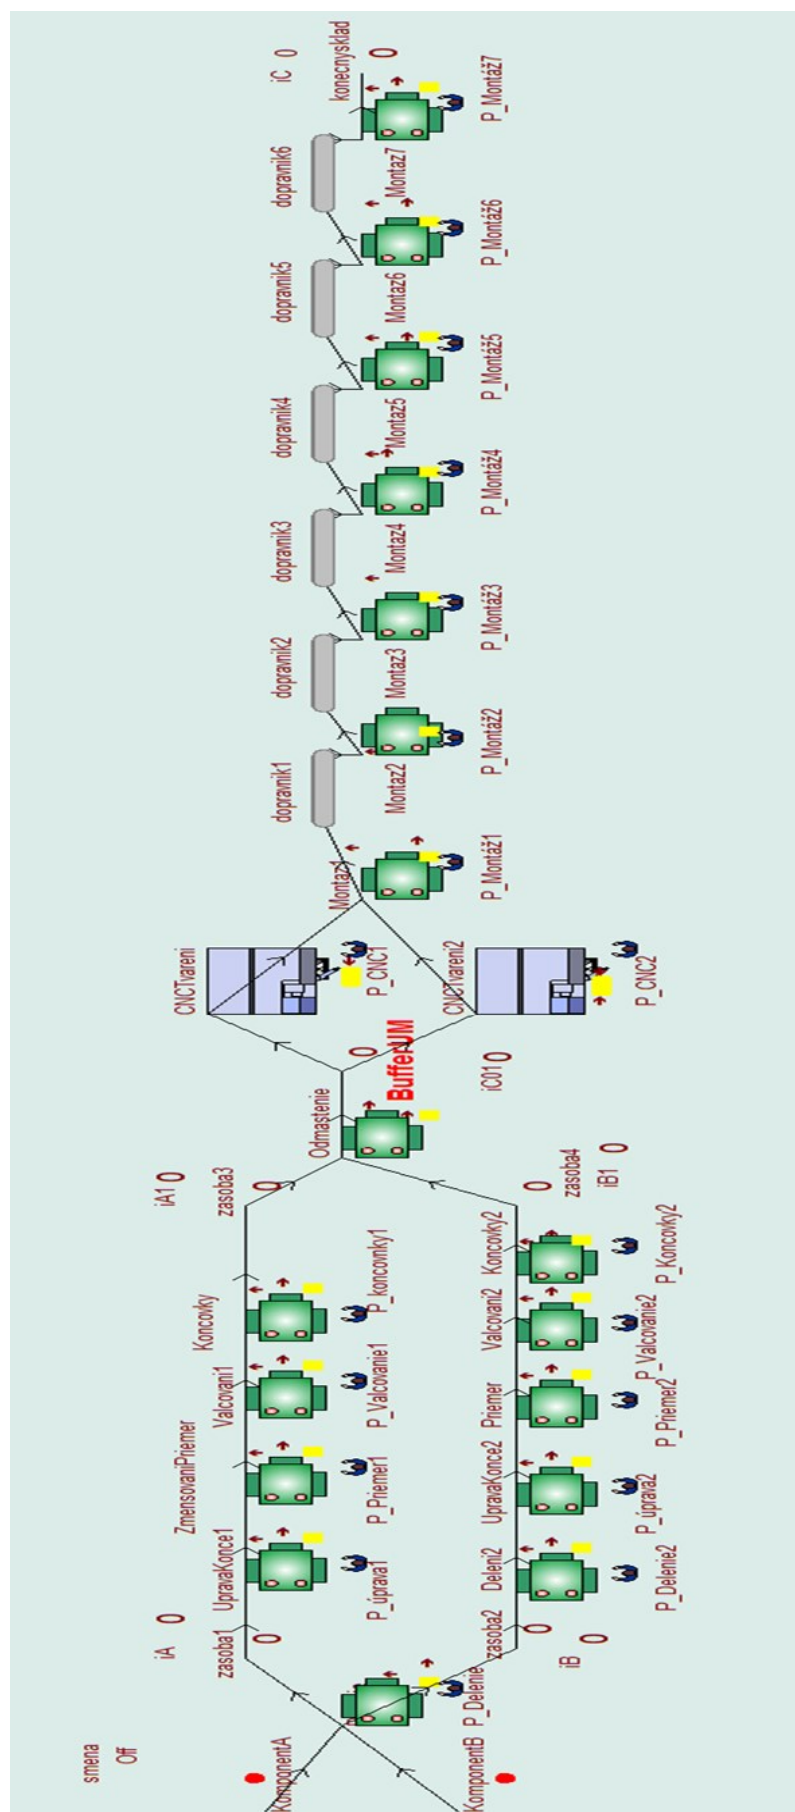 smena
Off
KomponentA
KomponentB
P_Delenie
iA
0
zasoba1
0
UpravaKonce1
P_úprava1
ZmensovaniPriemer
P_Priemer1
Valcovani1
P_Valcovanie1
Koncovky
P_koncovnky1
iA1
0
zasoba3
0
zasoba2
0
iB
0
Deleni2
P_Delenie2
UpravaKonce2
P_úprava2
Priemer
P_Priemer2
Valcovani2
P_Valcovanie2
Koncovky2
P_Koncovky2
0
zasoba4
iB1
0
Odmastenie
0
BufferUM
iC01
0
CNCTvareni
P_CNC1
CNCTvareni2
P_CNC2
Montaz1
P_Montáž1
dopravnik1
Montaz2
P_Montáž2
dopravnik2
Montaz3
P_Montáž3
dopravnik3
Montaz4
P_Montáž4
dopravnik4
Montaz5
P_Montáž5
dopravnik5
Montaz6
P_Montáž6
dopravnik6
Montaz7
P_Montáž7
konecnysklad
0
iC
0